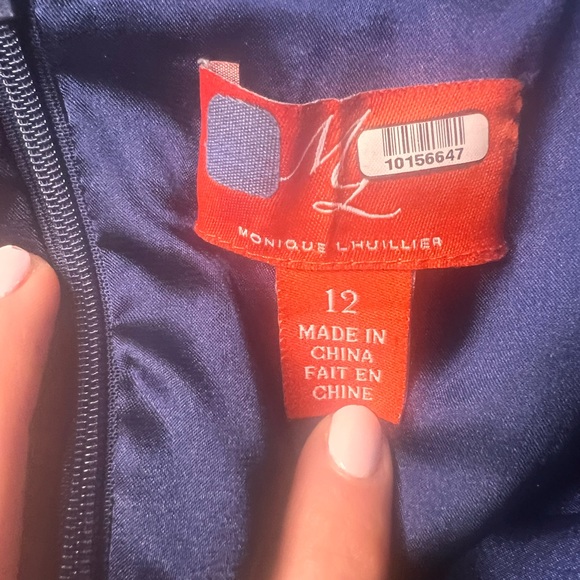 ML
10156647
MONIQUE LHUILLIER
12
MADE IN
CHINA
FAIT EN
CHINE